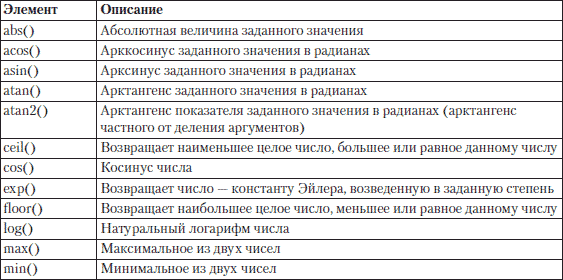 Элемент Описание
abs() Абсолютная величина заданного значения
acos() Арккосинус заданного значения в радианах
asin() Арксинус заданного значения в радианах
atan() Арктангенс заданного значения в радианах
atan2() Арктангенс показателя заданного значения в радианах (арктангенс
частного от деления аргументов)
ceil() Возвращает наименьшее целое число, большее или равное данному числу
cos() Косинус числа
exp() Возвращает число — константу Эйлера, возведенную в заданную степень
floor() Возвращает наибольшее целое число, меньшее или равное данному числу
log() Натуральный логарифм числа
max() Максимальное из двух чисел
min() Минимальное из двух чисел